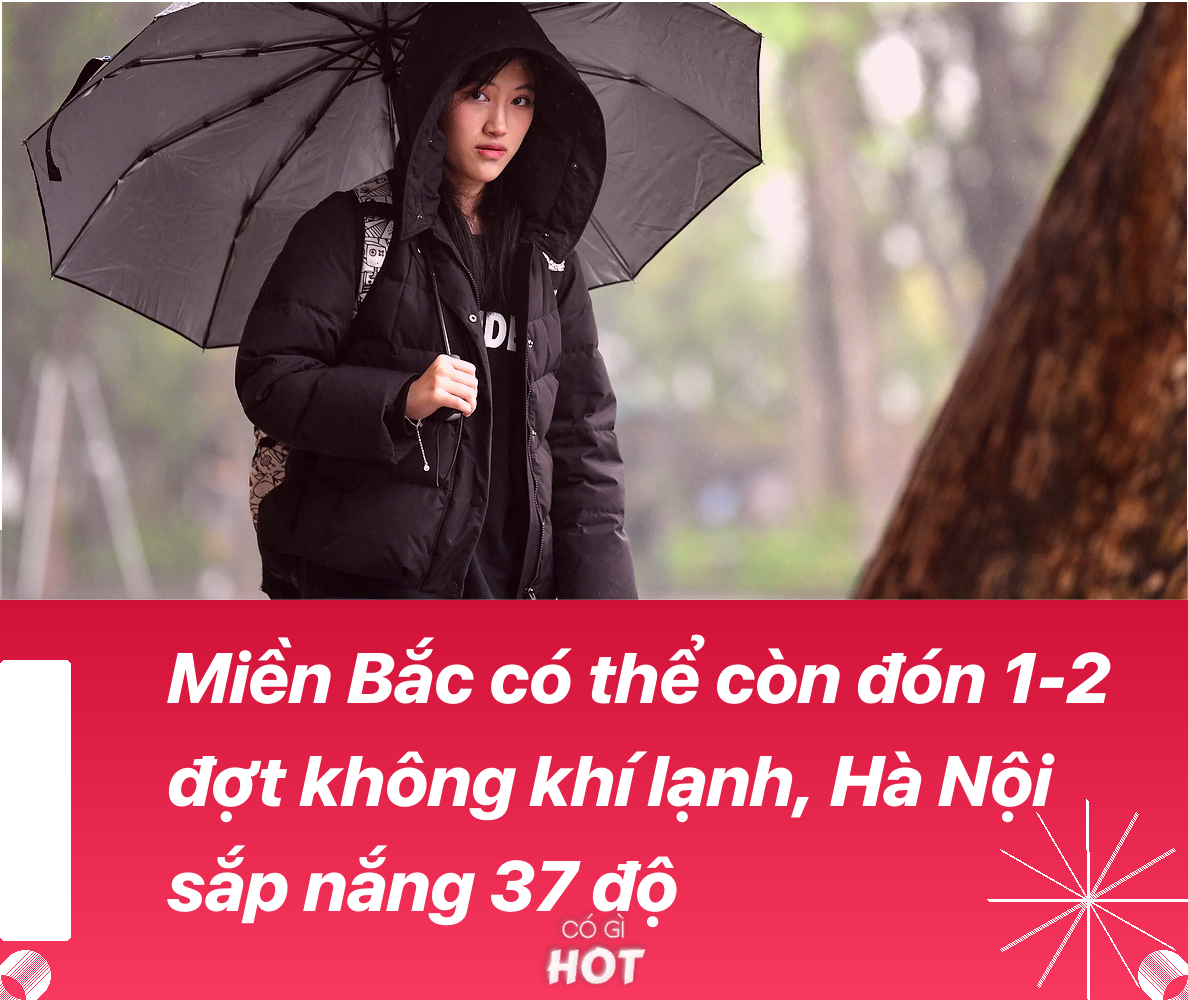 Miền Bắc có thể còn đón 1-2
đợt không khí lạnh, Hà Nội
sắp nắng 37 độ
CÓ GÌ
HOT